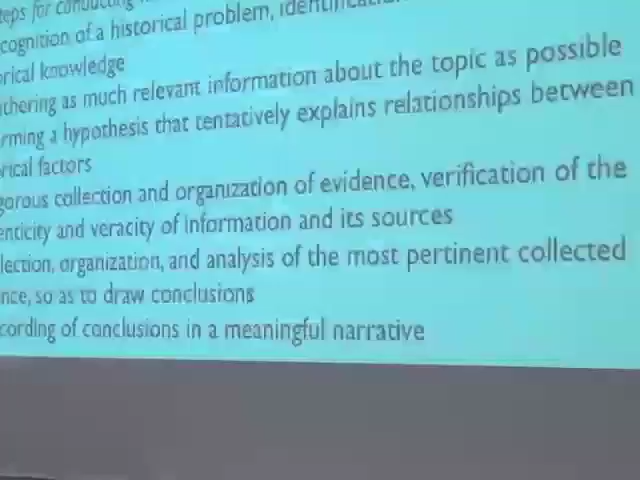 teps for conducting
cognition of a historical problem, identificati
rical knowledge
thering as much relevant information about the topic as possible
rming a hypothesis that tentatively explains relationships between
rical factors
gorous collection and organization of evidence, verification of the
enticity and veracity of information and its sources
lection, organization, and analysis of the most pertinent collected
nce, so as to draw conclusions
cording of conclusions in a meaningful narrative